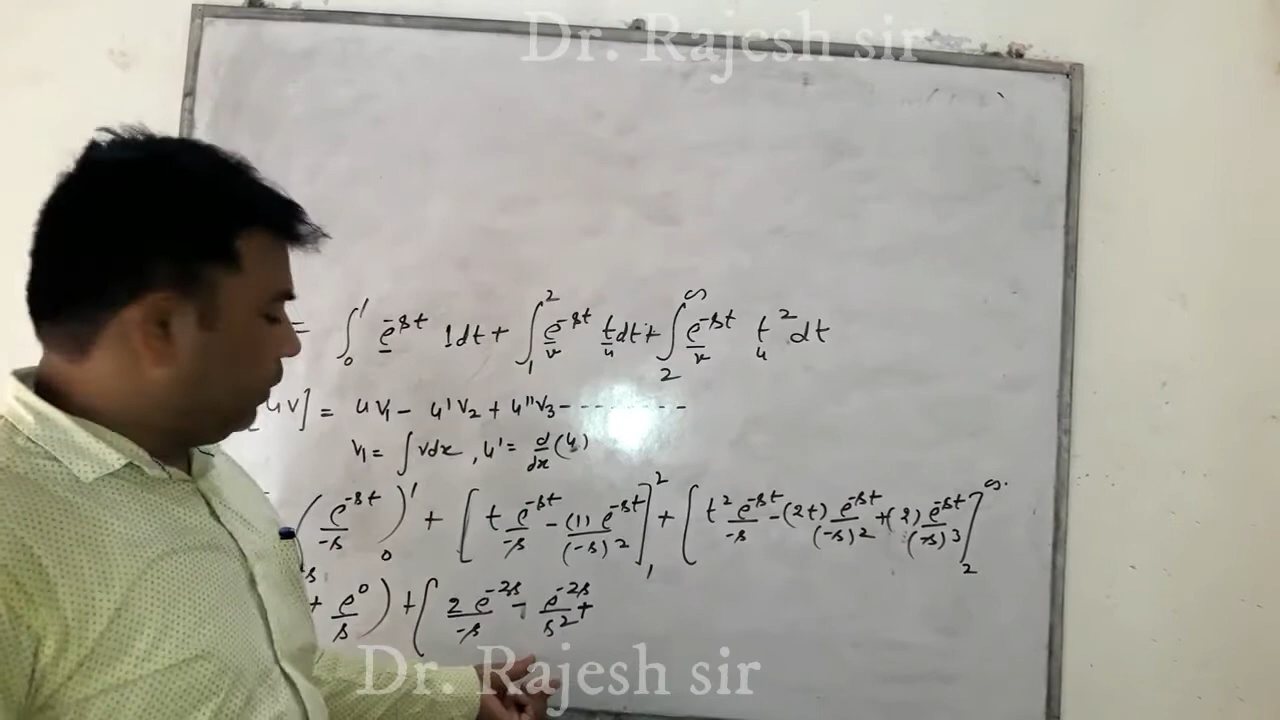 Dr. Rajesh sir
= ∫₀¹ e^{-st} 1dt + ∫₁² e^{-st} t dt + ∫₂^∞ e^{-st} t² dt
v u v u
uv] = uv₁ - u'v₂ + u''v₃ - - - - - - - -
v₁ = ∫vdx, u' = d/dx (u)
(e^{-st}/-s)₀¹ + [t e^{-st}/-s - (1) e^{-st}/(-s)²]₁² + [t² e^{-st}/-s - (2t) e^{-st}/(-s)² + (2) e^{-st}/(-s)³]₂^∞
+ e⁰/s) + (2 e^{-2s}/-s - e^{-2s}/s² +
Dr. Rajesh sir